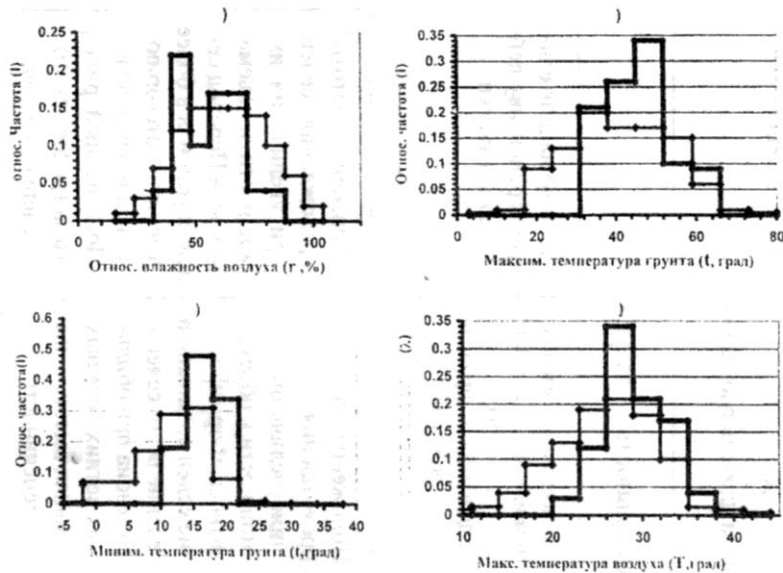 )
относ. Частота (l)
0.25
0.2
0.15
0.1
0.05
0
0 50 100
Относ. влажность воздуха (r ,%)
)
Относ. частота (l)
0.35
0.3
0.25
0.2
0.15
0.1
0.05
0
0 20 40 60 80
Максим. температура грунта (t, град)
)
Относ. частота(l)
0.6
0.5
0.4
0.3
0.2
0.1
0
-5 0 5 10 15 20 25 30 35 40
Миним. температура грунта (t,град)
)
(λ)
0.35
0.3
0.25
0.2
0.15
0.1
0.05
0
10 20 30 40
Макс. температура воздуха (T,град)